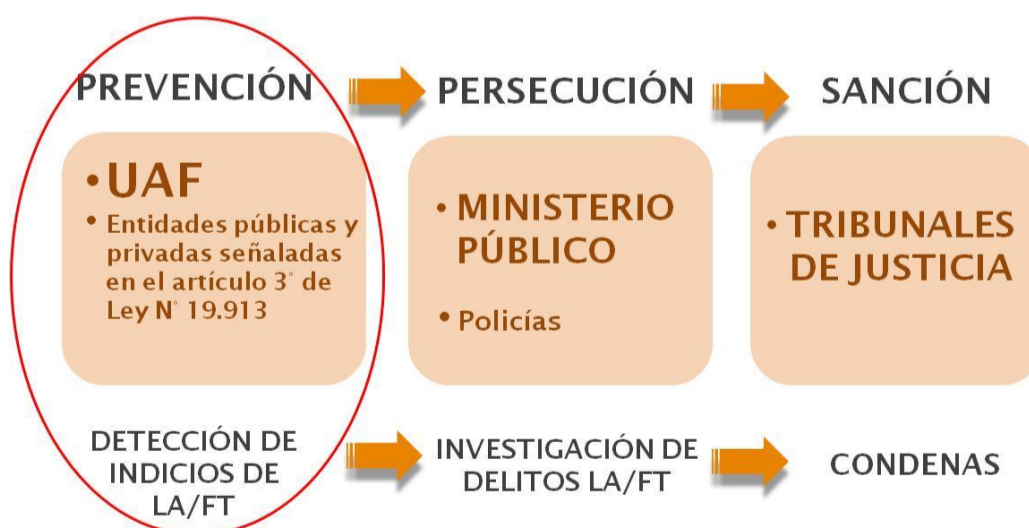 PREVENCIÓN
PERSECUCIÓN
SANCIÓN
• UAF
• Entidades públicas y
privadas señaladas
en el artículo 3° de
Ley N° 19.913
• MINISTERIO
PÚBLICO
• Policías
• TRIBUNALES
DE JUSTICIA
DETECCIÓN DE
INDICIOS DE
LA/FT
INVESTIGACIÓN DE
DELITOS LA/FT
CONDENAS